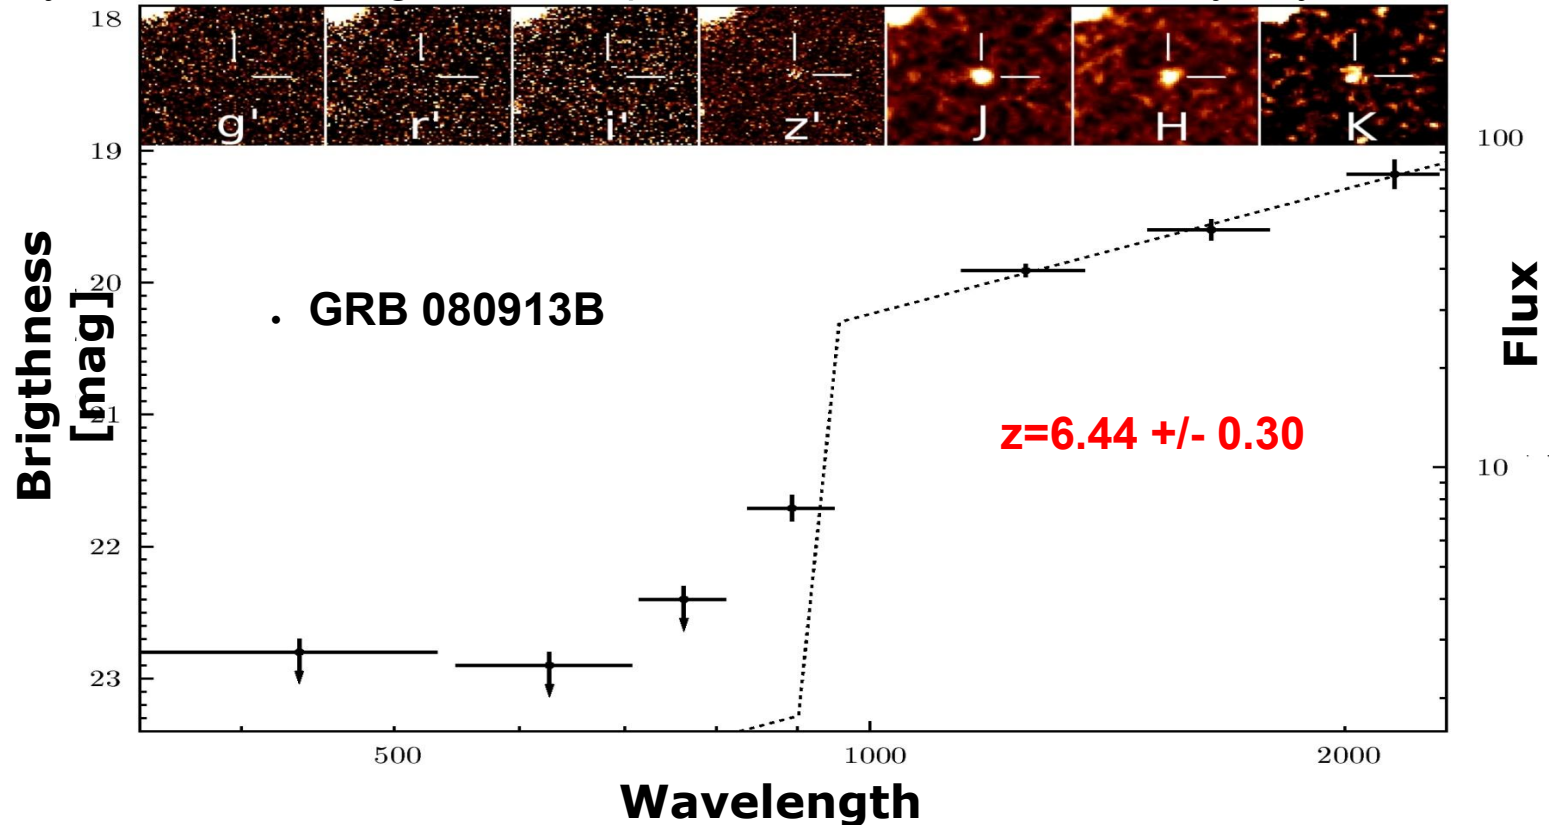 18
g' r' i' z' J H K
19
100
Brigthness
[mag]
20
• GRB 080913B
Flux
21
z=6.44 +/- 0.30
10
22
23
500 1000 2000
Wavelength